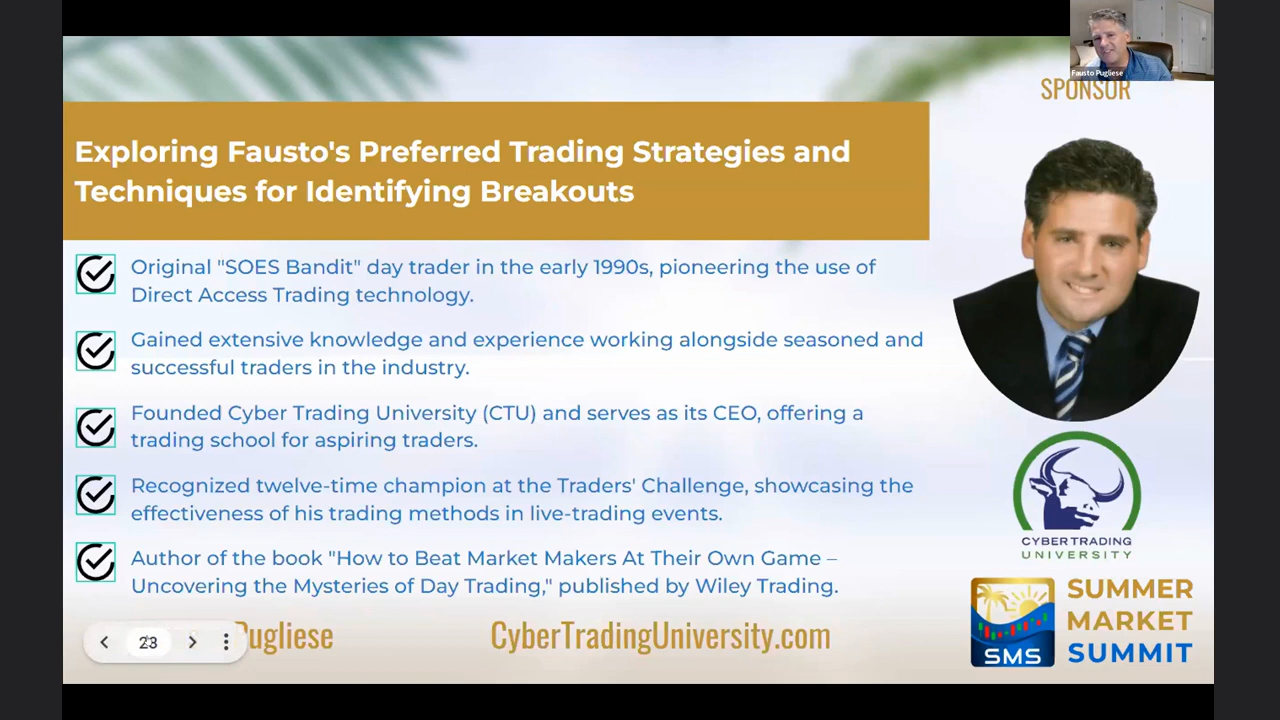 Fausto Pugliese
SPONSOR
Exploring Fausto's Preferred Trading Strategies and
Techniques for Identifying Breakouts
Original "SOES Bandit" day trader in the early 1990s, pioneering the use of
Direct Access Trading technology.
Gained extensive knowledge and experience working alongside seasoned and
successful traders in the industry.
Founded Cyber Trading University (CTU) and serves as its CEO, offering a
trading school for aspiring traders.
Recognized twelve-time champion at the Traders' Challenge, showcasing the
effectiveness of his trading methods in live-trading events.
Author of the book "How to Beat Market Makers At Their Own Game –
Uncovering the Mysteries of Day Trading," published by Wiley Trading.
23
Pugliese
CyberTradingUniversity.com
CYBERTRADING
UNIVERSITY
SMS
SUMMER
MARKET
SUMMIT